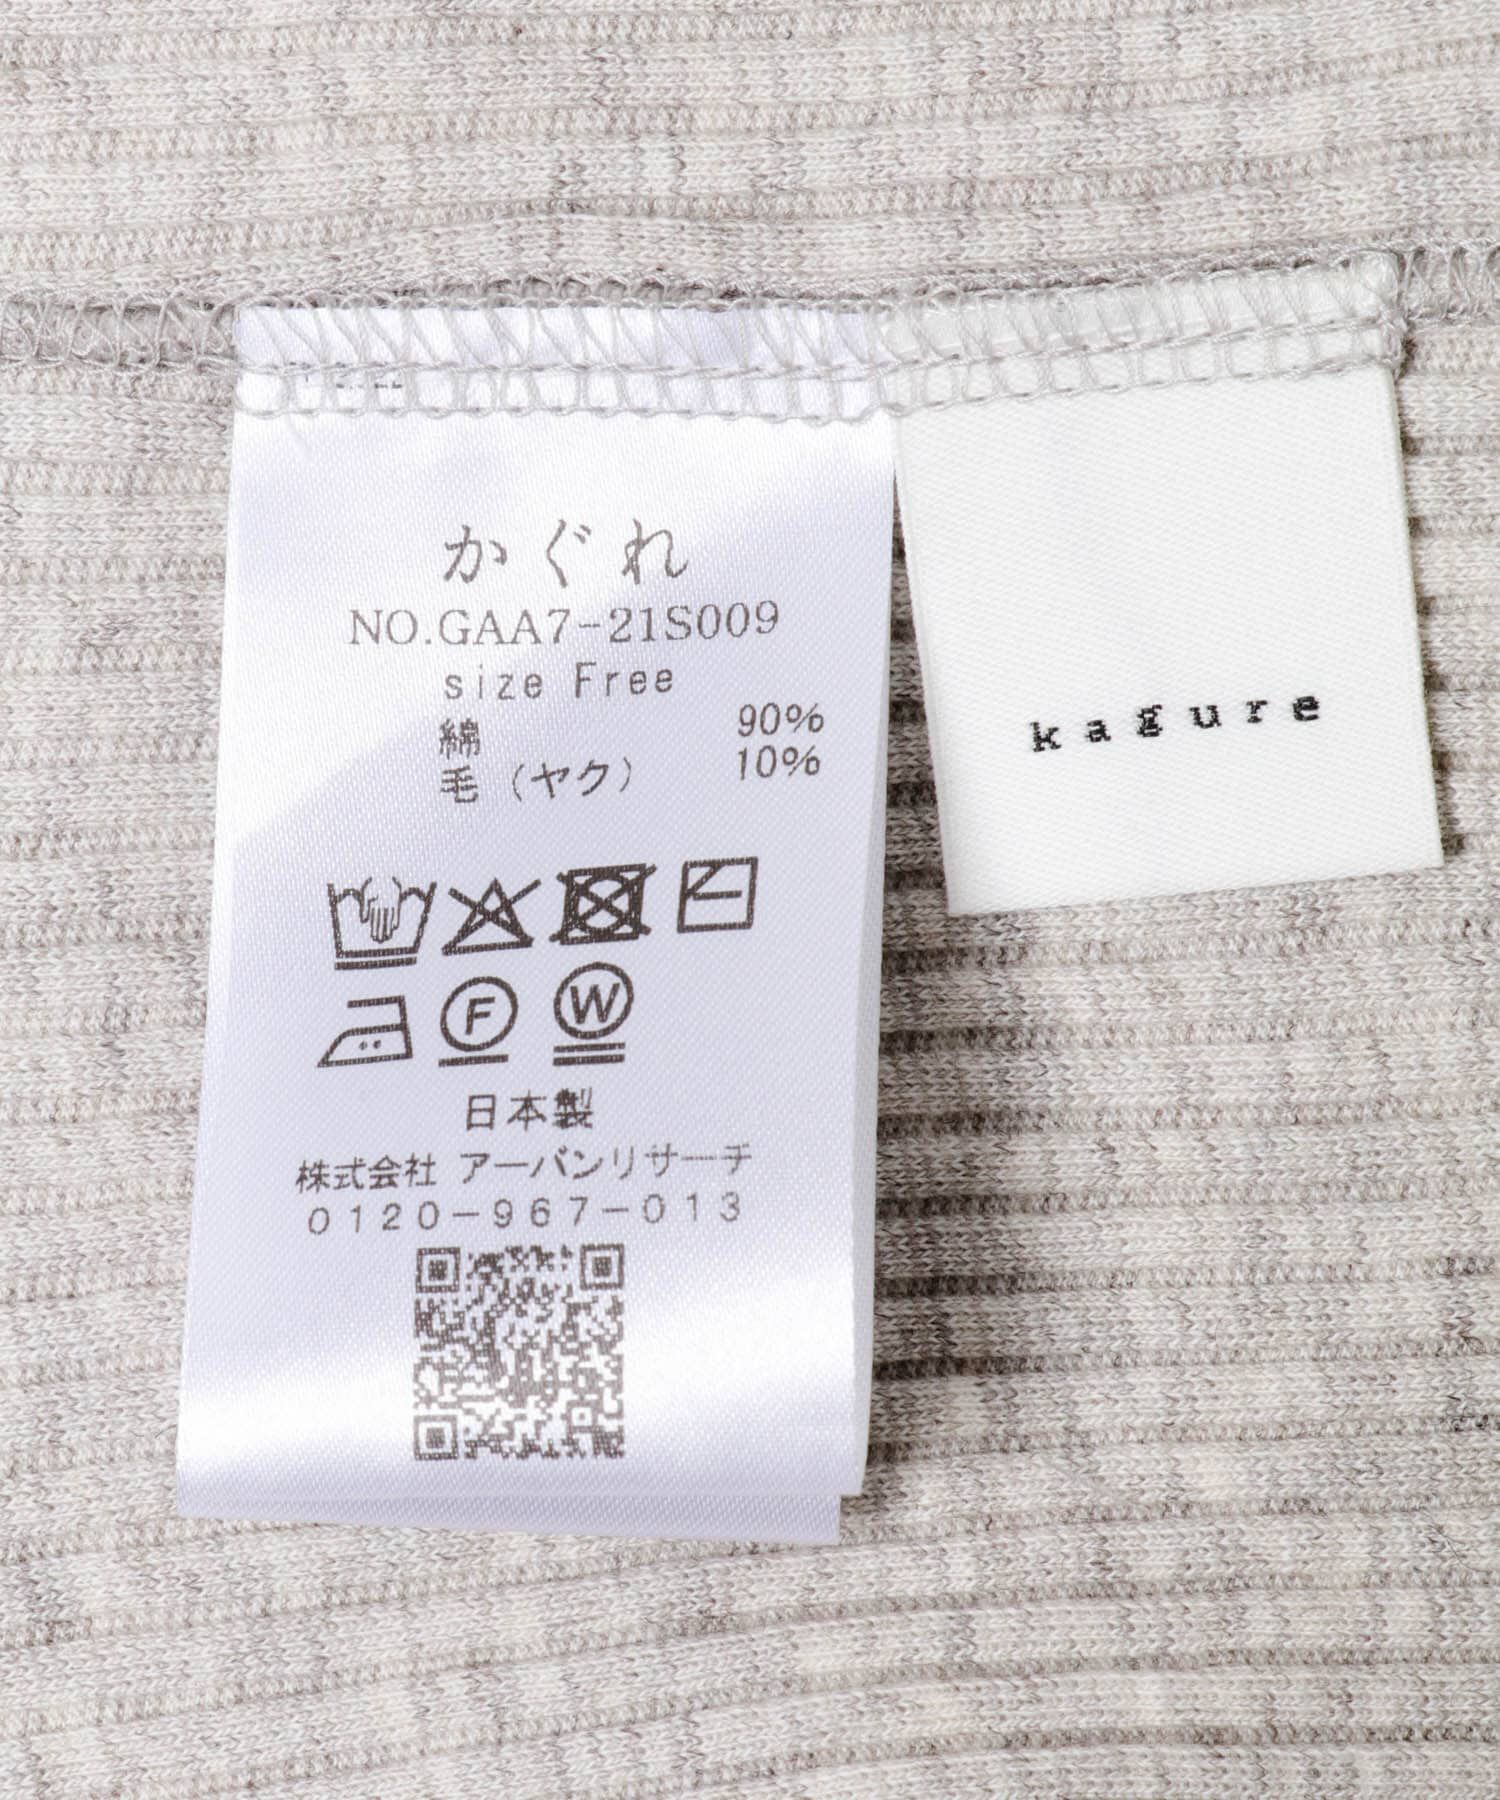 かぐれ
NO.GAA7-21S009
size Free
綿 90%
毛（ヤク） 10%
F W
日本製
株式会社 アーバンリサーチ
0120-967-013
kagure